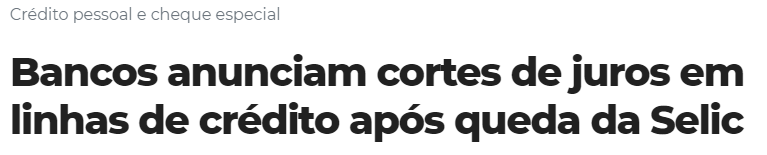 Crédito pessoal e cheque especial
Bancos anunciam cortes de juros em
linhas de crédito após queda da Selic